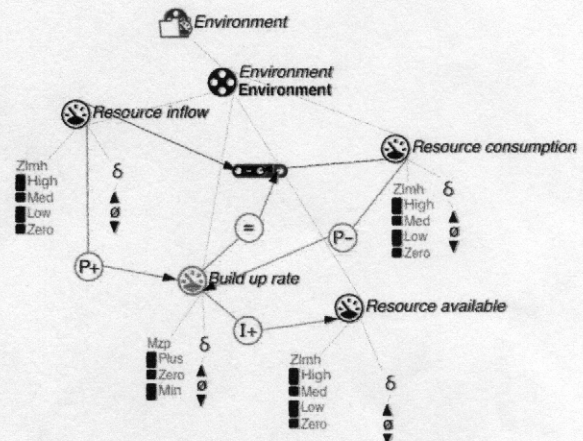 Environment
Environment
Environment
Resource inflow
Resource consumption
Zlmh
δ
High
Med
Low
ø
Zero
Zlmh
δ
High
Med
Low
ø
Zero
=
P+
P-
Build up rate
Resource available
I+
Mzp
δ
Plus
Zero
ø
Min
Zlmh
δ
High
Med
Low
ø
Zero